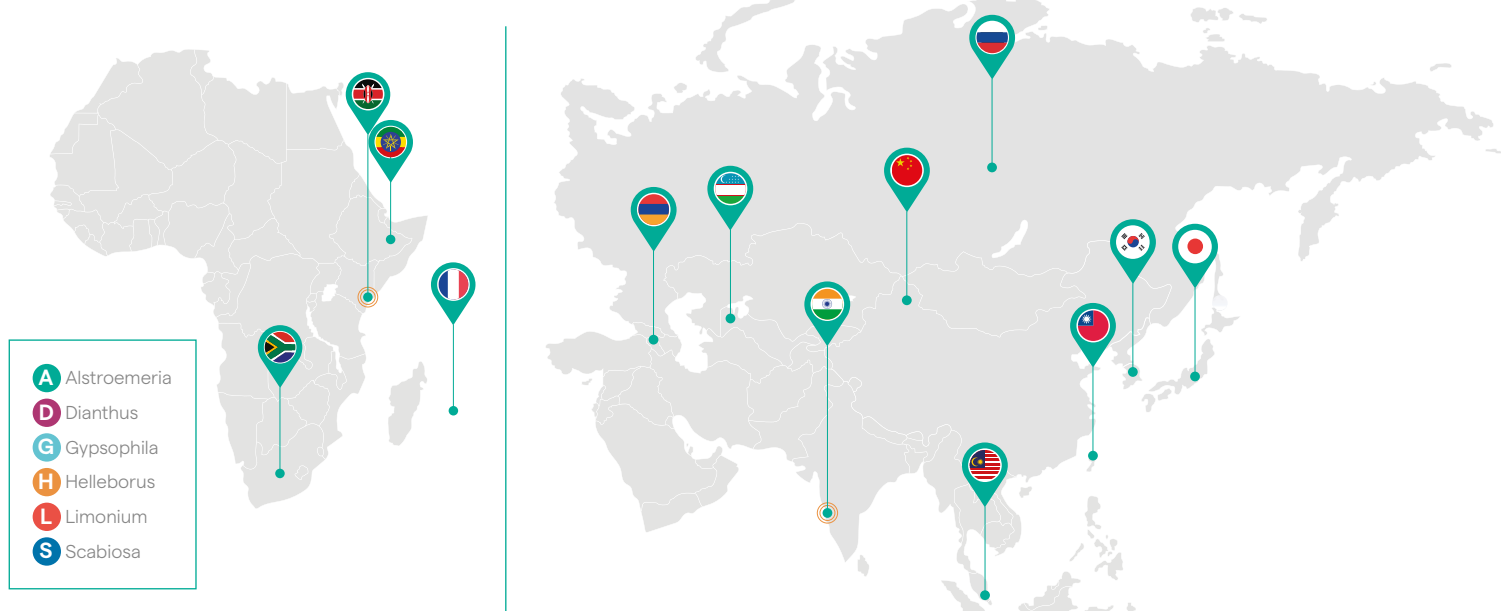 A Alstroemeria
D Dianthus
G Gypsophila
H Helleborus
L Limonium
S Scabiosa